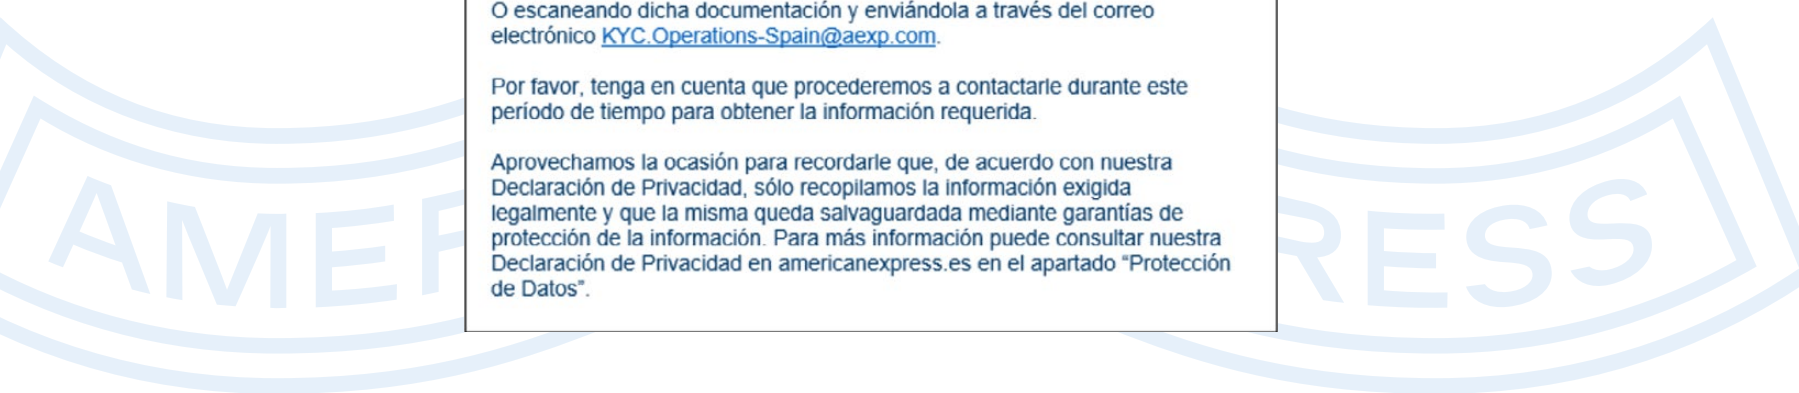 O escaneando dicha documentación y enviándola a través del correo
electrónico KYC.Operations-Spain@aexp.com.
Por favor, tenga en cuenta que procederemos a contactarle durante este
período de tiempo para obtener la información requerida.
Aprovechamos la ocasión para recordarle que, de acuerdo con nuestra
Declaración de Privacidad, sólo recopilamos la información exigida
legalmente y que la misma queda salvaguardada mediante garantías de
protección de la información. Para más información puede consultar nuestra
Declaración de Privacidad en americanexpress.es en el apartado “Protección
de Datos”.
AMER
RESS